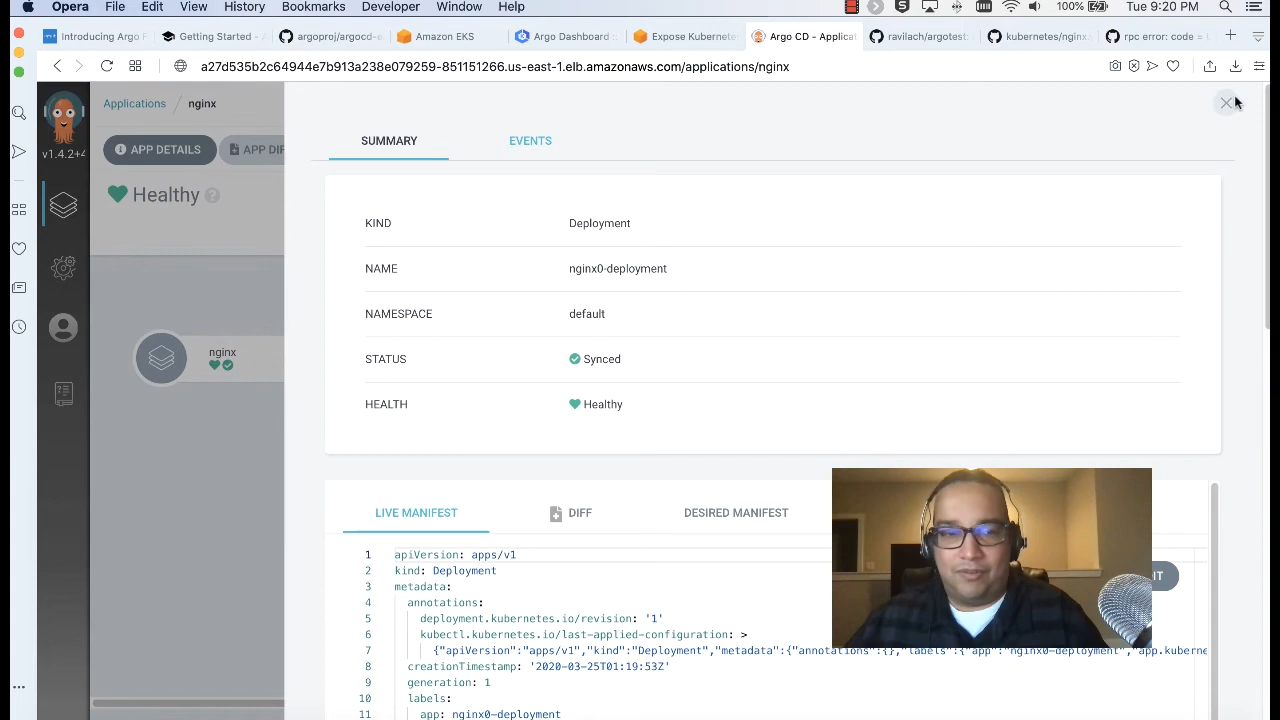 Opera File Edit View History Bookmarks Developer Window Help 100% Tue 9:20 PM
Introducing Argo F Getting Started - A argoproj/argocd-e Amazon EKS Argo Dashboard :: Expose Kubernete Argo CD - Applicat ravilach/argotest: kubernetes/nginx. rpc error: code =
a27d535b2c64944e7b913a238e079259-851151266.us-east-1.elb.amazonaws.com/applications/nginx
Applications / nginx
v1.4.2+4
APP DETAILS APP DIF
Healthy
nginx
SUMMARY EVENTS
KIND Deployment
NAME nginx0-deployment
NAMESPACE default
STATUS Synced
HEALTH Healthy
LIVE MANIFEST DIFF DESIRED MANIFEST
IT
1 apiVersion: apps/v1
2 kind: Deployment
3 metadata:
4 annotations:
5 deployment.kubernetes.io/revision: '1'
6 kubectl.kubernetes.io/last-applied-configuration: >
7 {"apiVersion":"apps/v1","kind":"Deployment","metadata":{"annotations":{},"labels":{"app":"nginx0-deployment","app.kuberne
8 creationTimestamp: '2020-03-25T01:19:53Z'
9 generation: 1
10 labels:
11 app: nginx0-deployment